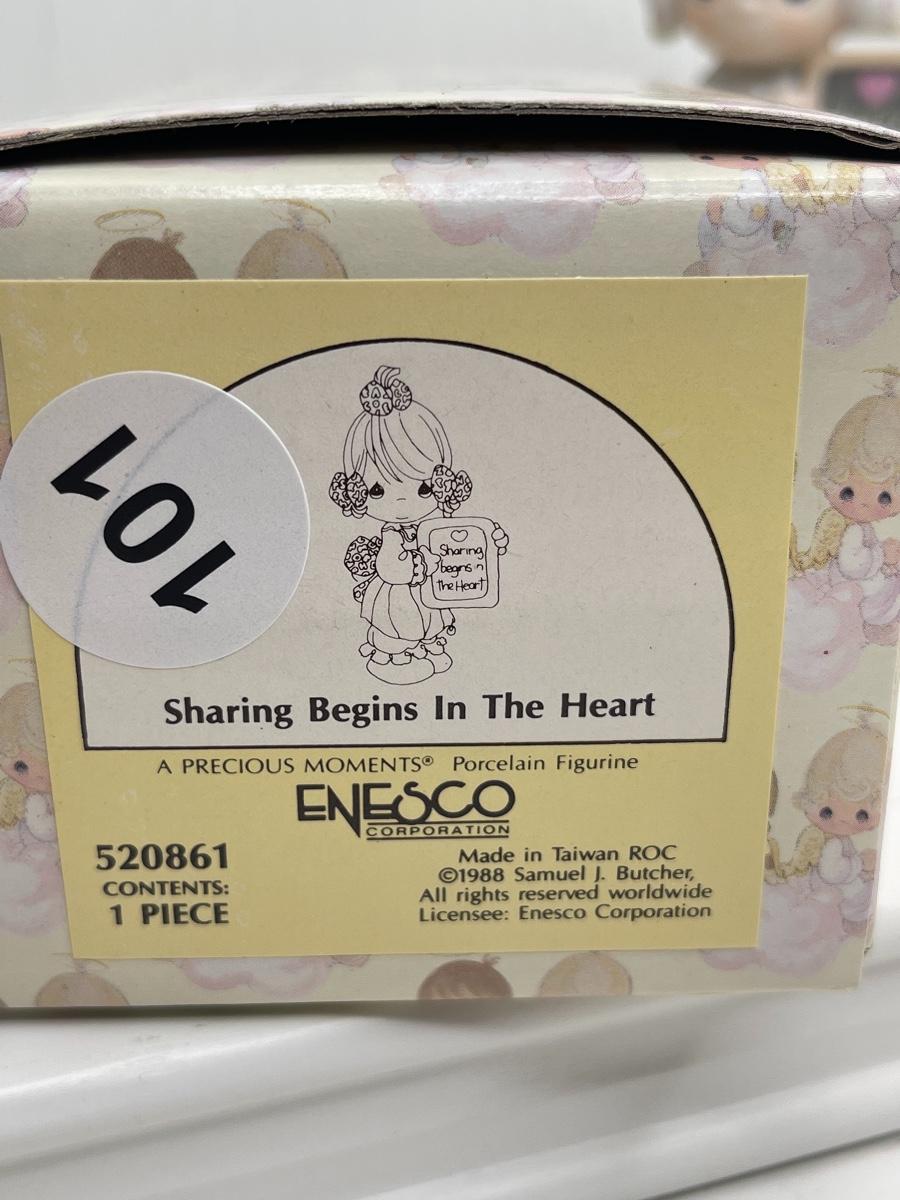 101
Sharing
begins in
the Heart
Sharing Begins In The Heart
A PRECIOUS MOMENTS® Porcelain Figurine
ENESCO
CORPORATION
520861
CONTENTS:
1 PIECE
Made in Taiwan ROC
©1988 Samuel J. Butcher,
All rights reserved worldwide
Licensee: Enesco Corporation